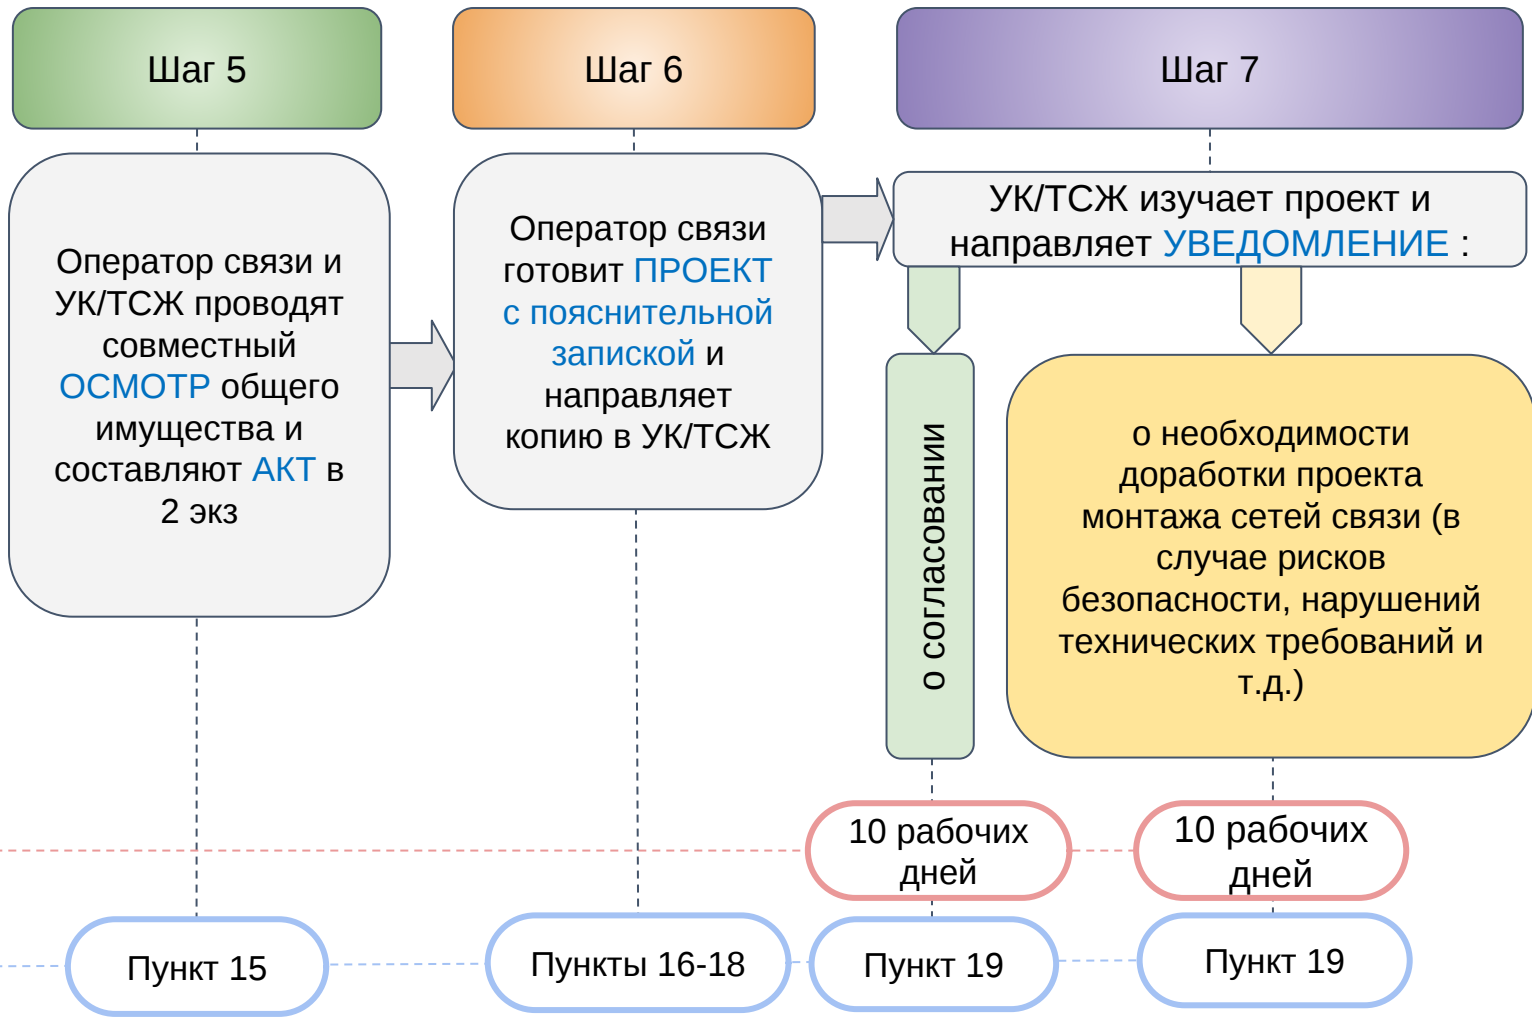 Шаг 5
Шаг 6
Шаг 7
Оператор связи и
УК/ТСЖ проводят
совместный
ОСМОТР общего
имущества и
составляют АКТ в
2 экз
Оператор связи
готовит ПРОЕКТ
с пояснительной
запиской и
направляет
копию в УК/ТСЖ
УК/ТСЖ изучает проект и
направляет УВЕДОМЛЕНИЕ :
о согласовании
о необходимости
доработки проекта
монтажа сетей связи (в
случае рисков
безопасности, нарушений
технических требований и
т.д.)
10 рабочих
дней
10 рабочих
дней
Пункт 15
Пункты 16-18
Пункт 19
Пункт 19